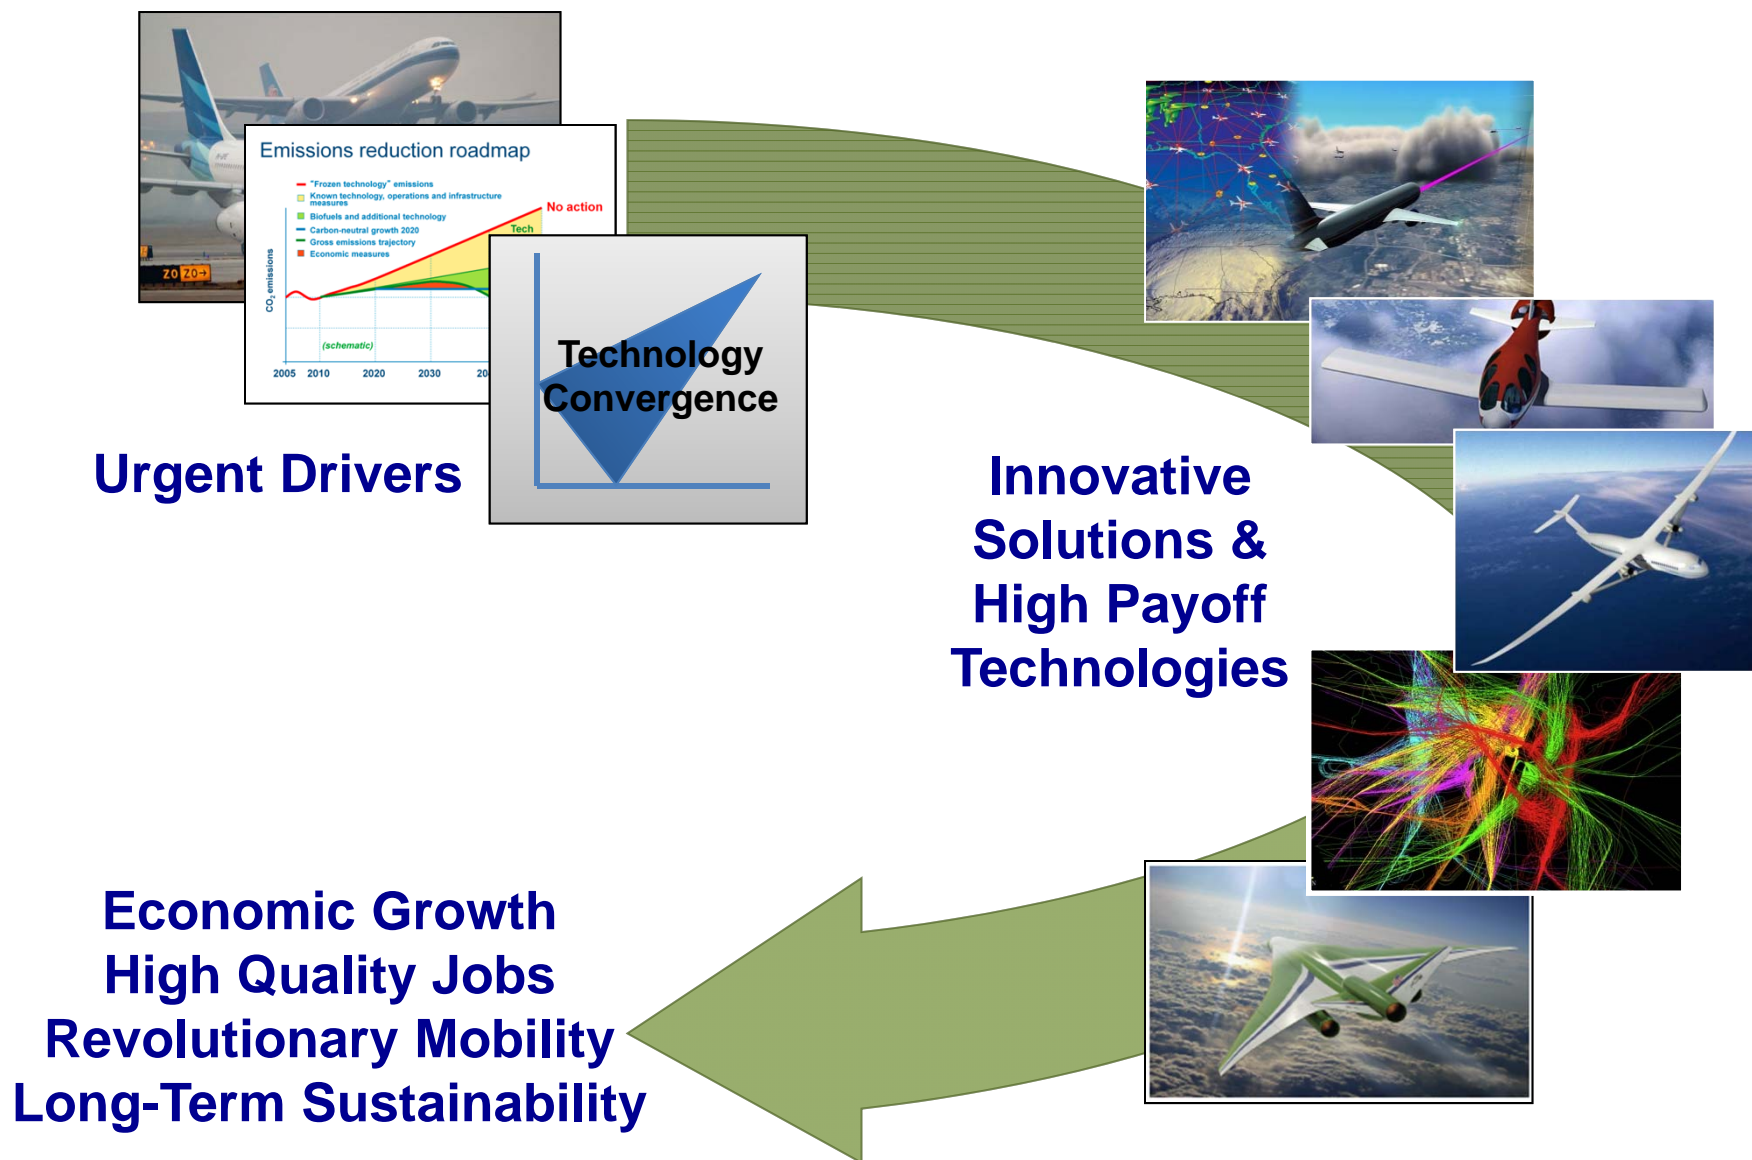 Emissions reduction roadmap
"Frozen technology" emissions
Known technology, operations and infrastructure
measures
Biofuels and additional technology
Carbon-neutral growth 2020
Gross emissions trajectory
Economic measures
No action
Tech
CO2 emissions
(schematic)
2005 2010 2020 2030
Z0 Z0→
Technology
Convergence
Urgent Drivers
Innovative
Solutions &
High Payoff
Technologies
Economic Growth
High Quality Jobs
Revolutionary Mobility
Long-Term Sustainability